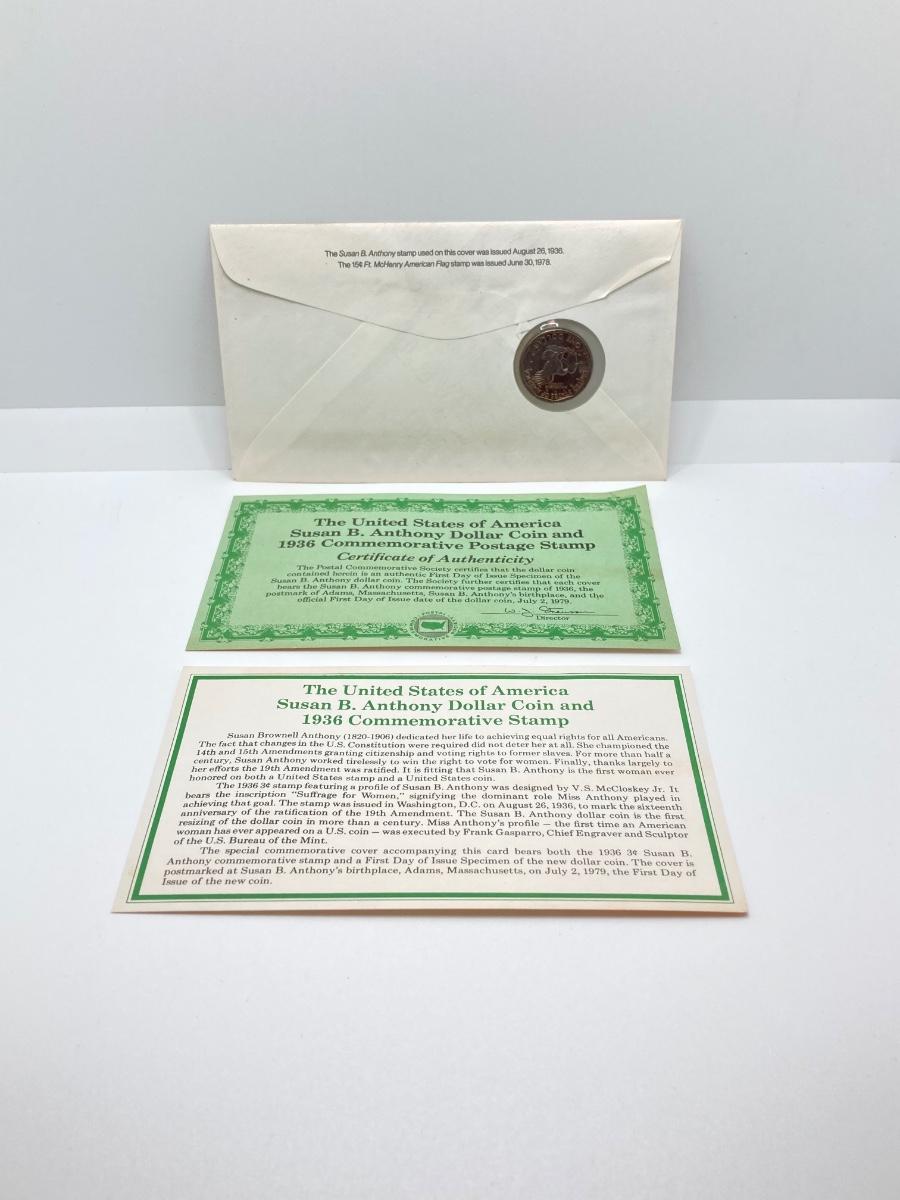 The Susan B. Anthony stamp used on this cover was issued August 26, 1936.
The 15¢ Ft. McHenry American Flag stamp was issued June 30, 1978.
The United States of America
Susan B. Anthony Dollar Coin and
1936 Commemorative Postage Stamp
Certificate of Authenticity
The Postal Commemorative Society certifies that the dollar coin
contained herein is an authentic First Day of Issue Specimen of the
Susan B. Anthony dollar coin. The Society further certifies that each cover
bears the Susan B. Anthony commemorative postage stamp of 1936, the
postmark of Adams, Massachusetts, Susan B. Anthony's birthplace, and the
official First Day of Issue date of the dollar coin, July 2, 1979.
Director
POSTAL
The United States of America
Susan B. Anthony Dollar Coin and
1936 Commemorative Stamp
Susan Brownell Anthony (1820-1906) dedicated her life to achieving equal rights for all Americans.
The fact that changes in the U.S. Constitution were required did not deter her at all. She championed the
14th and 15th Amendments granting citizenship and voting rights to former slaves. For more than half a
century, Susan Anthony worked tirelessly to win the right to vote for women. Finally, thanks largely to
her efforts the 19th Amendment was ratified. It is fitting that Susan B. Anthony is the first woman ever
honored on both a United States stamp and a United States coin.
The 1936 3¢ stamp featuring a profile of Susan B. Anthony was designed by V. S. McCloskey Jr. It
bears the inscription "Suffrage for Women," signifying the dominant role Miss Anthony played in
achieving that goal. The stamp was issued in Washington, D.C. on August 26, 1936, to mark the sixteenth
anniversary of the ratification of the 19th Amendment. The Susan B. Anthony dollar coin is the first
resizing of the dollar coin in more than a century. Miss Anthony's profile — the first time an American
woman has ever appeared on a U.S. coin — was executed by Frank Gasparro, Chief Engraver and Sculptor
of the U.S. Bureau of the Mint.
The special commemorative cover accompanying this card bears both the 1936 3¢ Susan B.
Anthony commemorative stamp and a First Day of Issue Specimen of the new dollar coin. The cover is
postmarked at Susan B. Anthony's birthplace, Adams, Massachusetts, on July 2, 1979, the First Day of
Issue of the new coin.